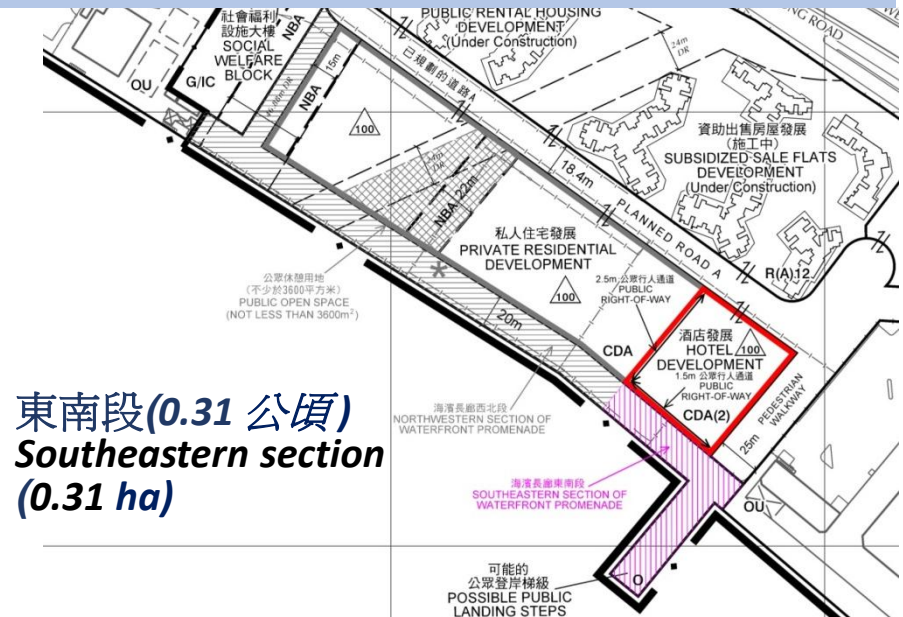 社會福利
設施大樓
SOCIAL
WELFARE
BLOCK
NBA
G/IC
OU
NBA
15m
100
已規劃的道路A
PUBLIC RENTAL HOUSING
DEVELOPMENT
(Under Construction)
24m
DR
ROAD
資助出售房屋發展
(施工中)
SUBSIDIZED SALE FLATS
DEVELOPMENT
(Under Construction)
18.4m
PLANNED ROAD A
R(A)12
24m
DR
NBA 22m
私人住宅發展
PRIVATE RESIDENTIAL
DEVELOPMENT
100
公眾休憩用地
(不少於3600平方米)
PUBLIC OPEN SPACE
(NOT LESS THAN 3600m²)
*
20m
2.5m 公眾行人通道
PUBLIC
RIGHT-OF-WAY
CDA
酒店發展
HOTEL
DEVELOPMENT
100
1.5m 公眾行人通道
PUBLIC
RIGHT-OF-WAY
CDA(2)
PEDESTRIAN
WALKWAY
25m
OU
海濱長廊西北段
NORTHWESTERN SECTION OF
WATERFRONT PROMENADE
東南段(0.31 公頃)
Southeastern section
(0.31 ha)
海濱長廊東南段
SOUTHEASTERN SECTION OF
WATERFRONT PROMENADE
O
可能的
公眾登岸梯級
POSSIBLE PUBLIC
LANDING STEPS